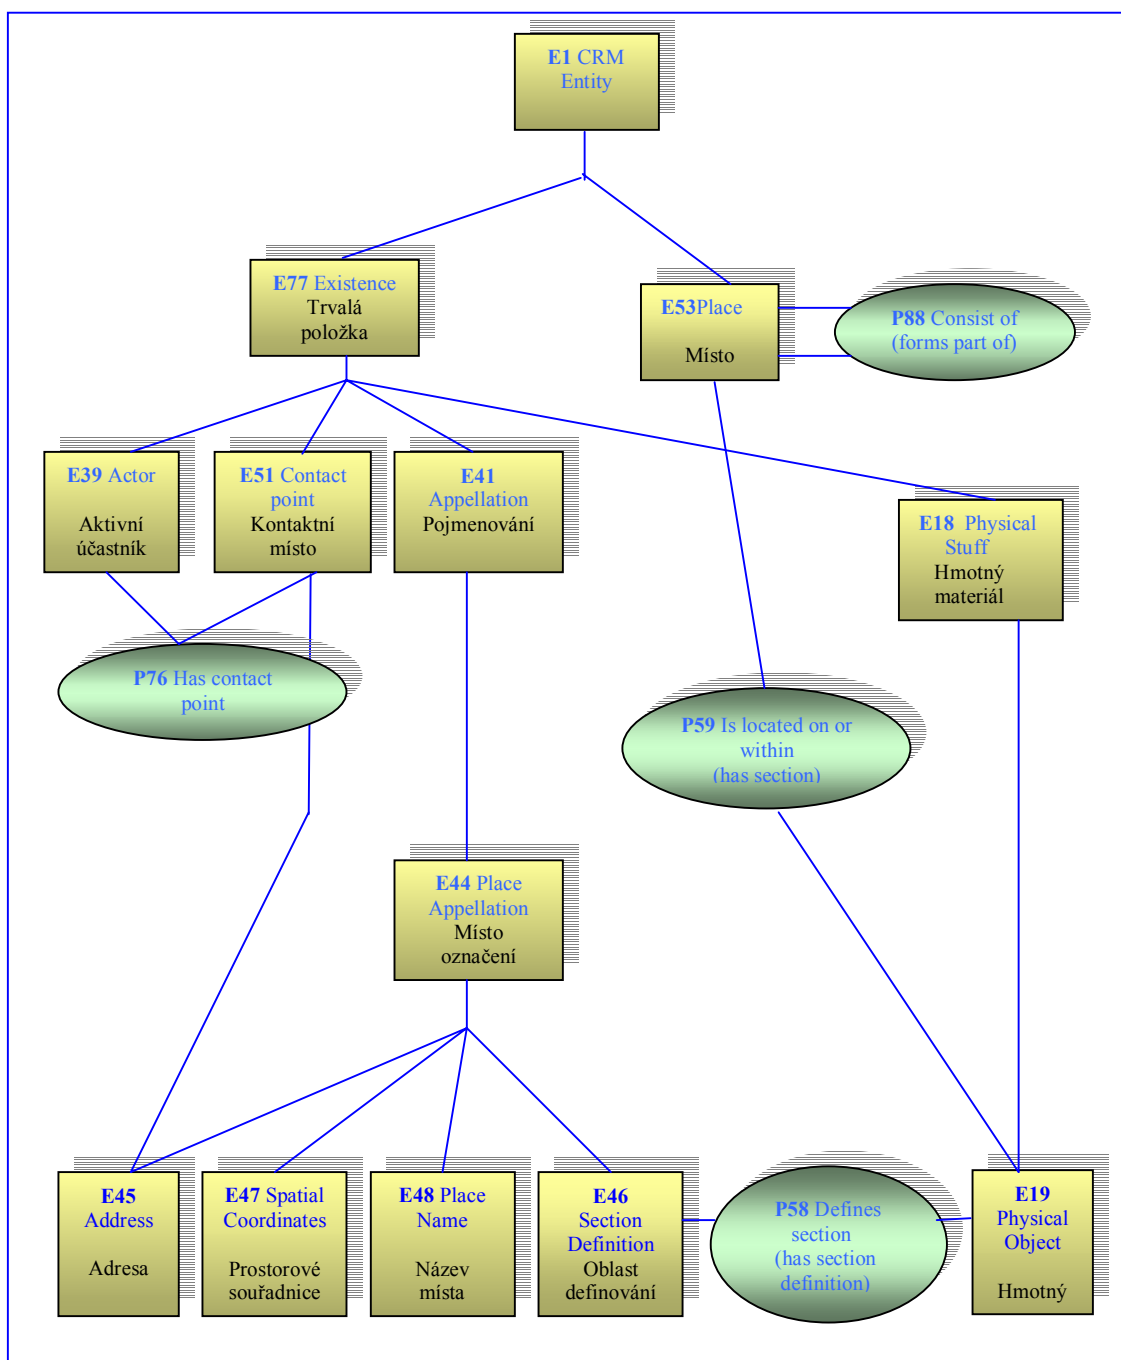 E1 CRM
Entity
E77 Existence
Trvalá
položka
E53Place
Místo
P88 Consist of
(forms part of)
E39 Actor
Aktivní
účastník
E51 Contact
point
Kontaktní
místo
E41
Appellation
Pojmenování
E18 Physical
Stuff
Hmotný
materiál
P76 Has contact
point
P59 Is located on or
within
(has section)
E44 Place
Appellation
Místo
označení
E45
Address
Adresa
E47 Spatial
Coordinates
Prostorové
souřadnice
E48 Place
Name
Název
místa
E46
Section
Definition
Oblast
definování
P58 Defines
section
(has section
definition)
E19
Physical
Object
Hmotný